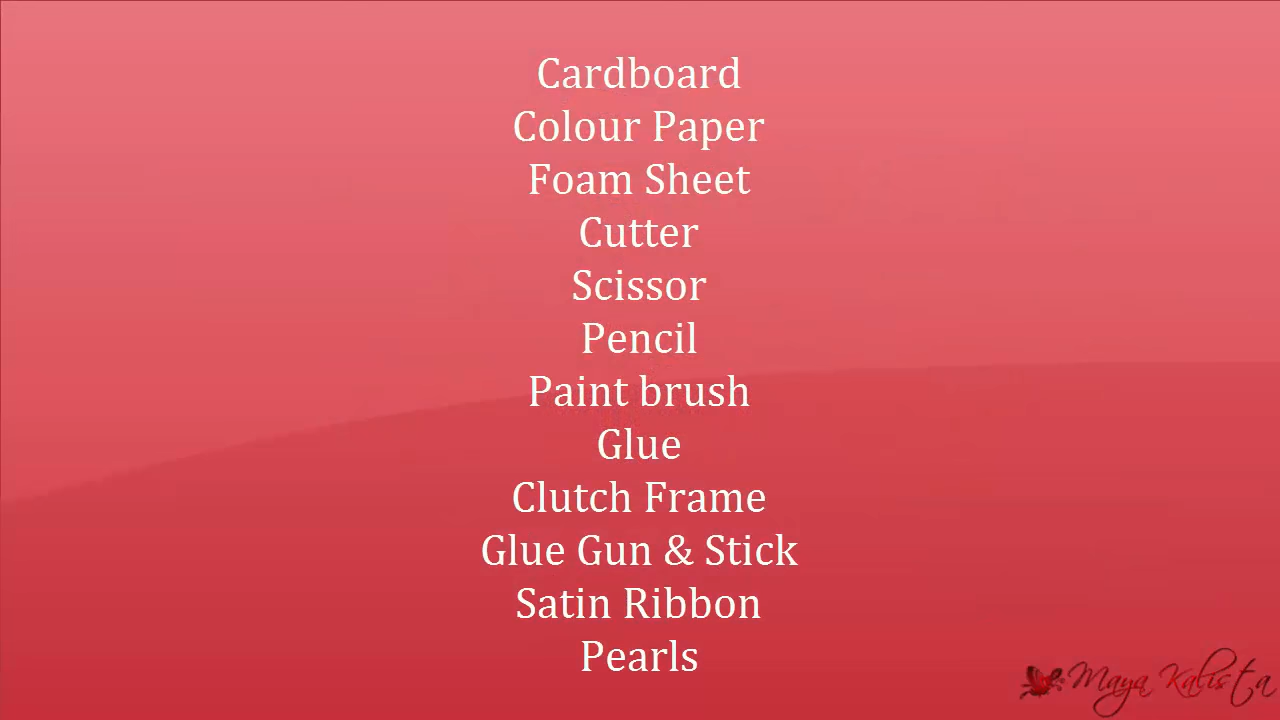 Cardboard
Colour Paper
Foam Sheet
Cutter
Scissor
Pencil
Paint brush
Glue
Clutch Frame
Glue Gun & Stick
Satin Ribbon
Pearls
Maya Kalista